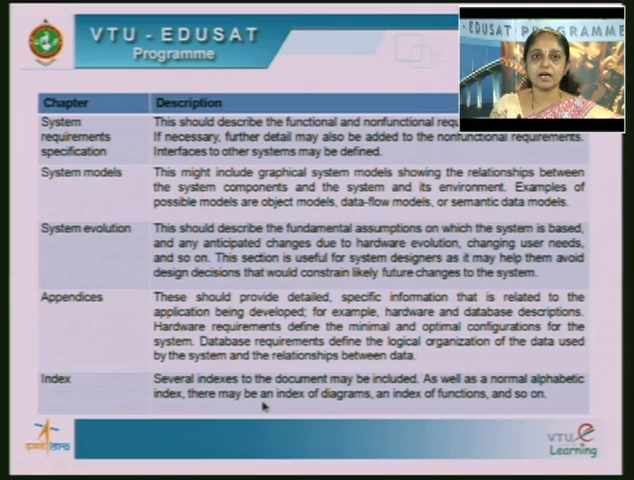 VTU - EDUSAT
Programme
- EDUSAT PROGRAMME
Chapter Description
System requirements specification
This should describe the functional and nonfunctional
If necessary, further detail may also be added to the nonfunctional requirements.
Interfaces to other systems may be defined.
System models
This might include graphical system models showing the relationships between
the system components and the system and its environment. Examples of
possible models are object models, data-flow models, or semantic data models.
System evolution
This should describe the fundamental assumptions on which the system is based,
and any anticipated changes due to hardware evolution, changing user needs,
and so on. This section is useful for system designers as it may help them avoid
design decisions that would constrain likely future changes to the system.
Appendices
These should provide detailed, specific information that is related to the
application being developed; for example, hardware and database descriptions.
Hardware requirements define the minimal and optimal configurations for the
system. Database requirements define the logical organization of the data used
by the system and the relationships between data.
Index
Several indexes to the document may be included. As well as a normal alphabetic
index, there may be an index of diagrams, an index of functions, and so on.
इसरो isro
VTU e
Learning